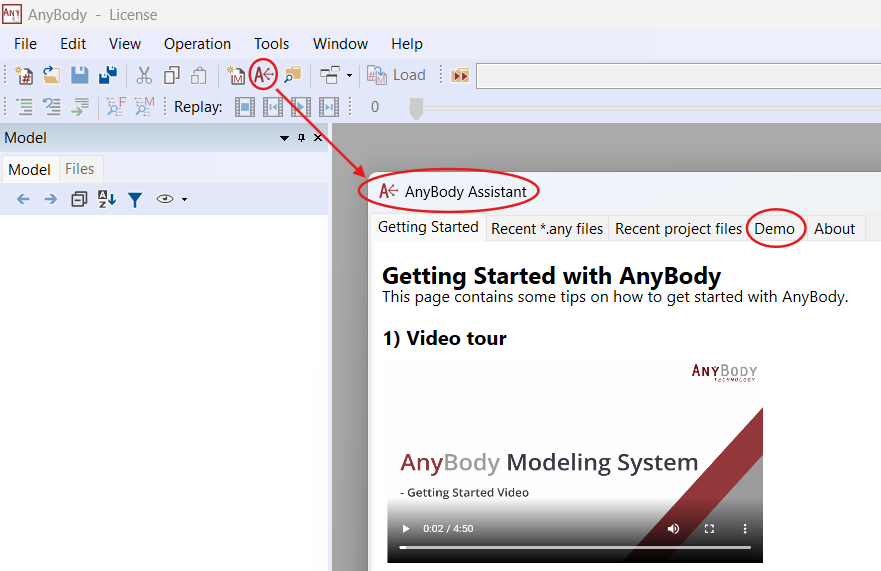 AnyBody - License
File Edit View Operation Tools Window Help
Load
Replay: 0
Model
Model Files
AnyBody Assistant
Getting Started Recent *.any files Recent project files Demo About
Getting Started with AnyBody
This page contains some tips on how to get started with AnyBody.
1) Video tour
ANYBODY
TECHNOLOGY
AnyBody Modeling System
- Getting Started Video
0:02 / 4:50